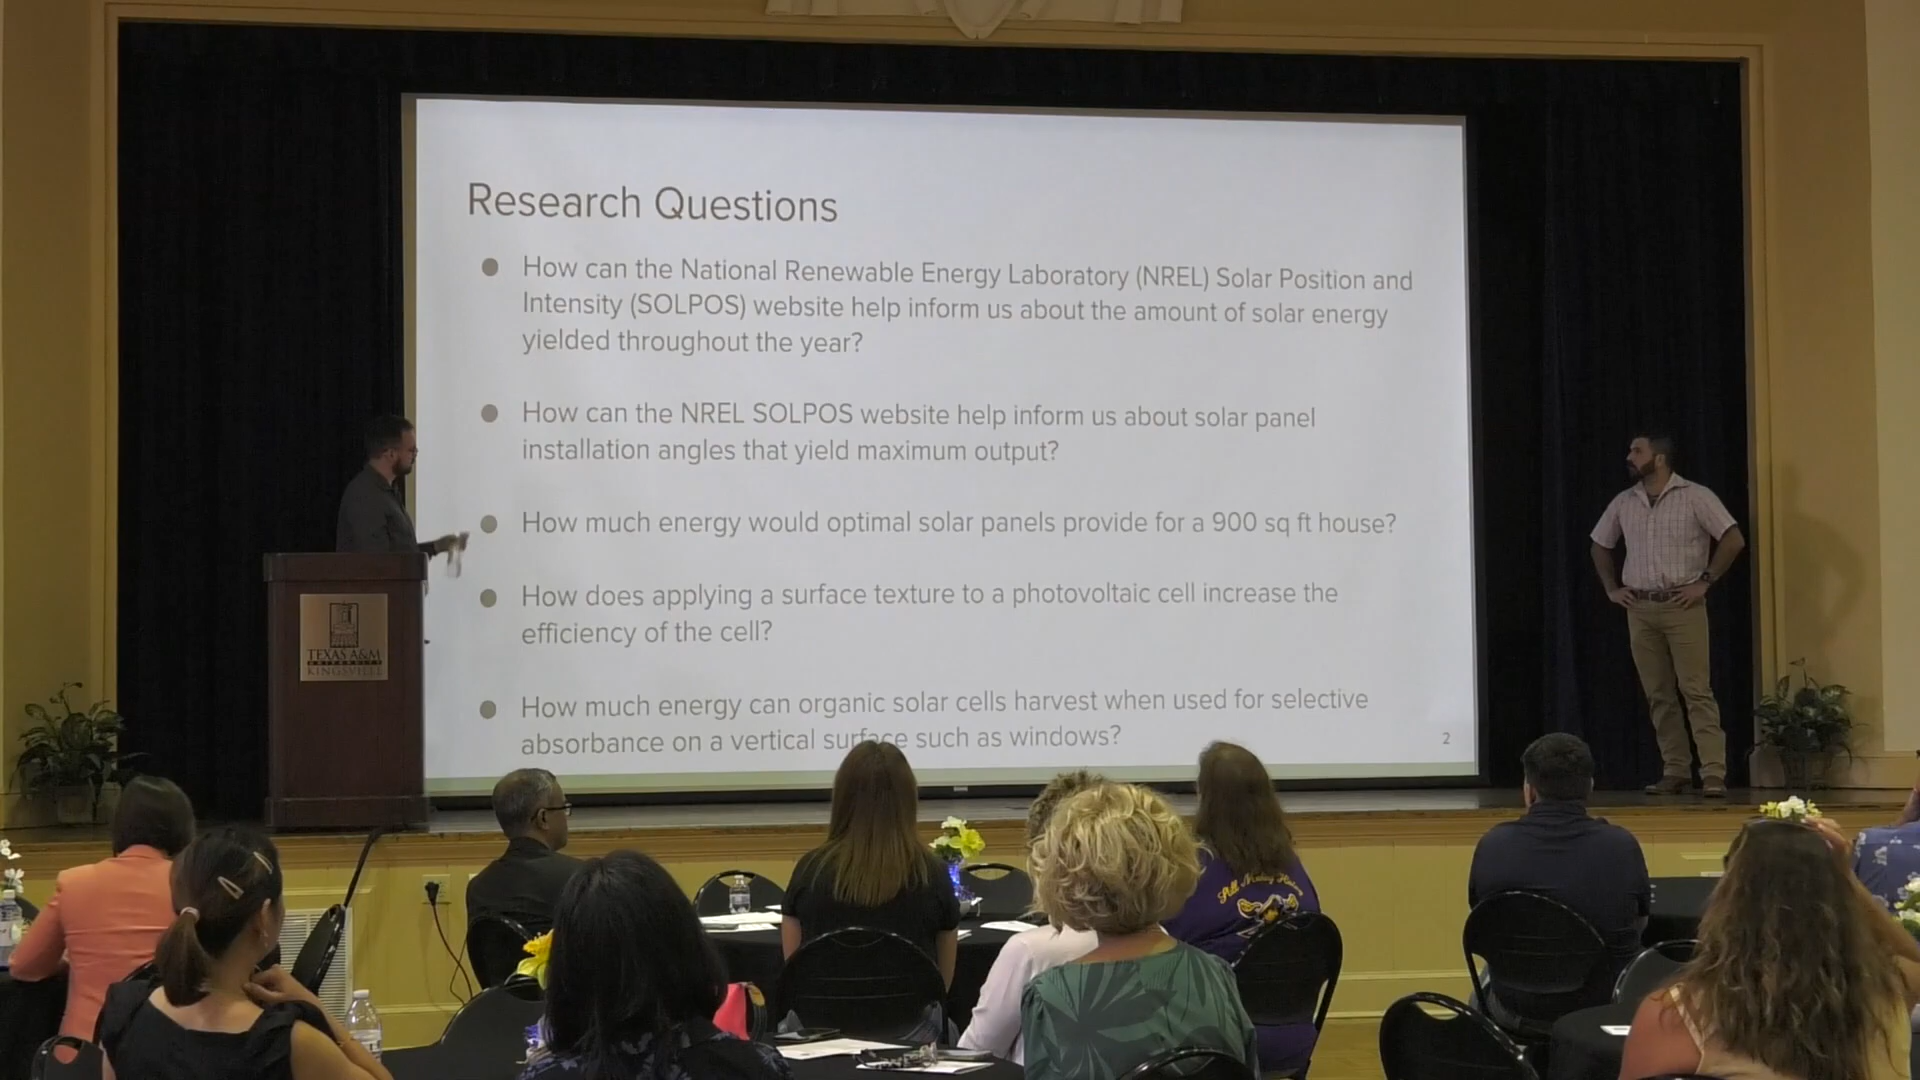 Research Questions
● How can the National Renewable Energy Laboratory (NREL) Solar Position and
Intensity (SOLPOS) website help inform us about the amount of solar energy
yielded throughout the year?
● How can the NREL SOLPOS website help inform us about solar panel
installation angles that yield maximum output?
● How much energy would optimal solar panels provide for a 900 sq ft house?
● How does applying a surface texture to a photovoltaic cell increase the
efficiency of the cell?
● How much energy can organic solar cells harvest when used for selective
absorbance on a vertical surface such as windows?
2
TEXAS A&M
UNIVERSITY
KINGSVILLE